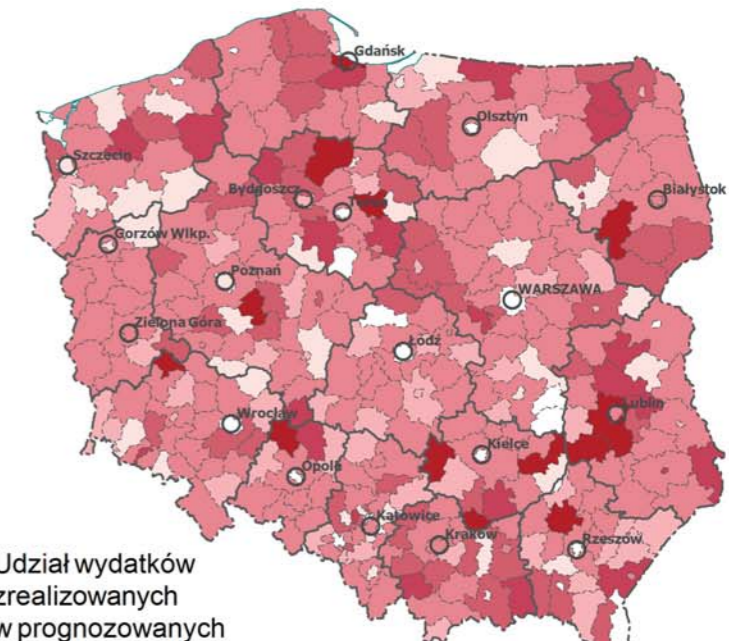 Gdańsk
Olsztyn
Szczecin
Bydgoszcz
Białystok
Gorzów Wlkp.
Poznań
WARSZAWA
Zielona Góra
Łódź
Lublin
Wrocław
Kielce
Opole
Katowice
Kraków
Rzeszów
Udział wydatków
zrealizowanych
w prognozowanych